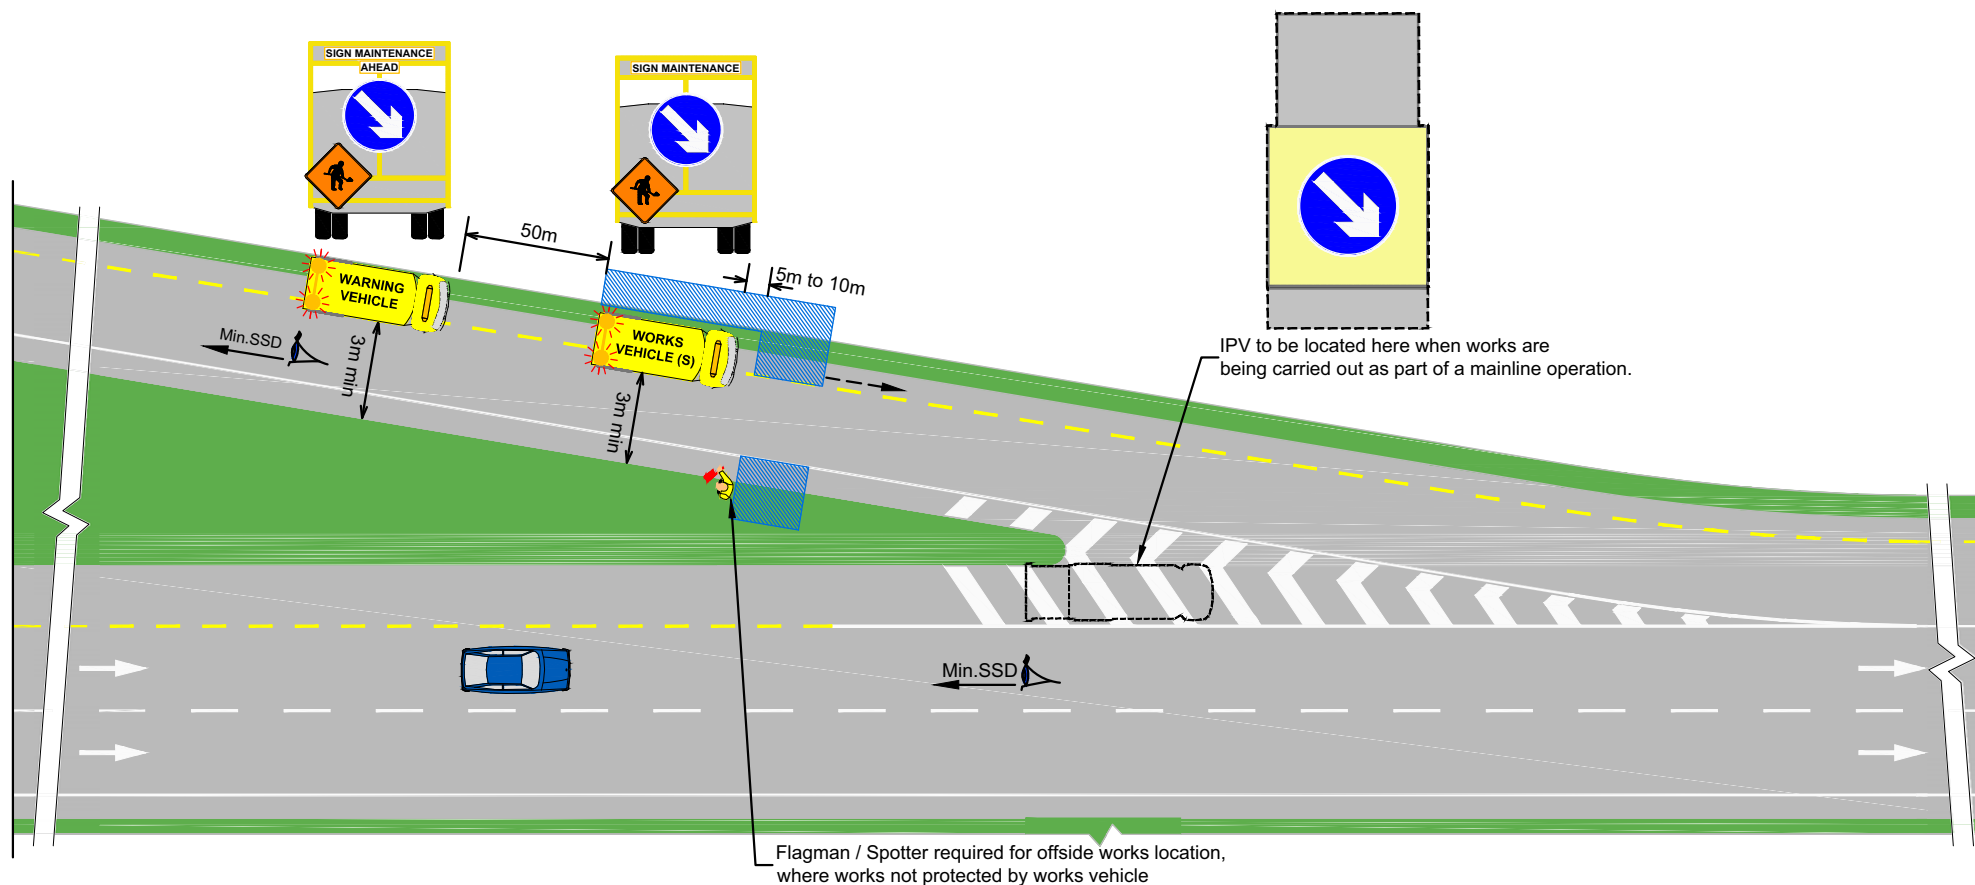 SIGN MAINTENANCE
AHEAD
SIGN MAINTENANCE
50m
5m to 10m
WARNING
VEHICLE
WORKS
VEHICLE (S)
Min.SSD
3m min
3m min
IPV to be located here when works are
being carried out as part of a mainline operation.
Min.SSD
Flagman / Spotter required for offside works location,
where works not protected by works vehicle